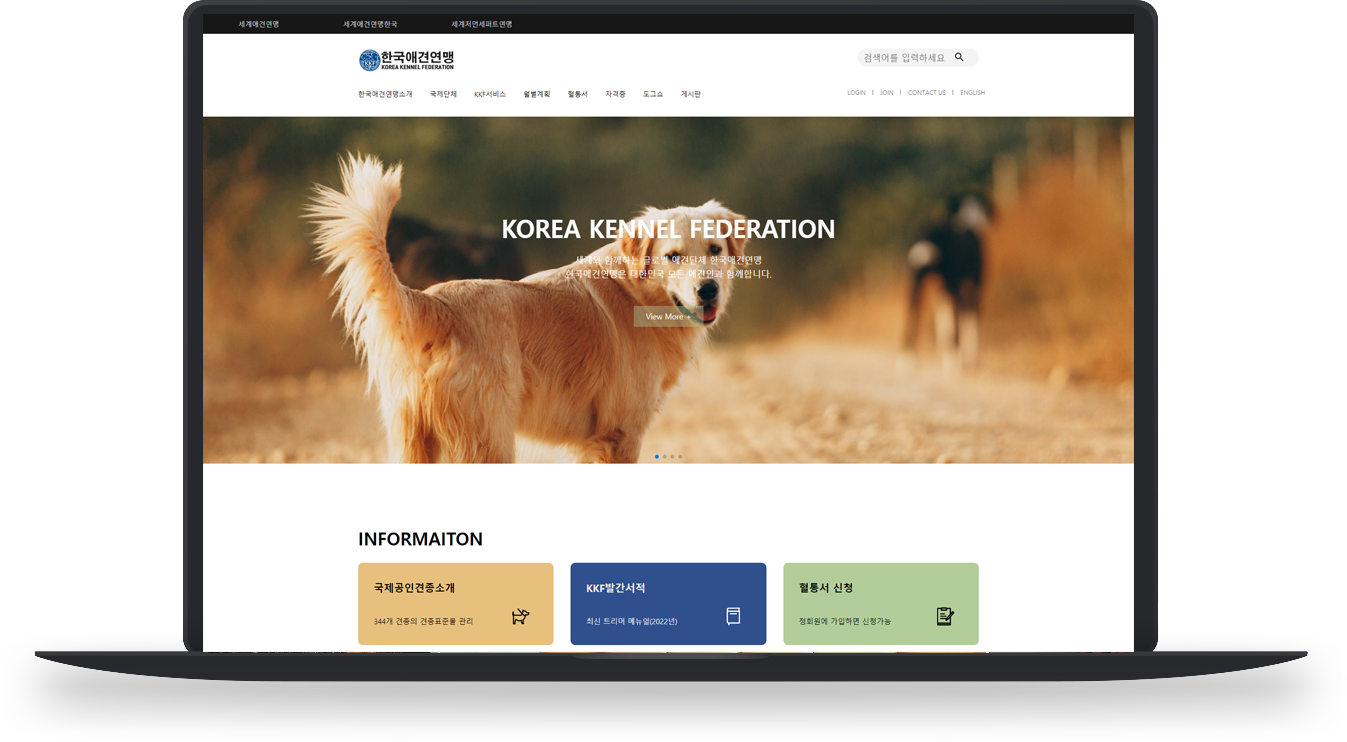 세계애견연맹 세계애견연맹한국 세계저먼셰퍼트연맹
한국애견연맹
KOREA KENNEL FEDERATION
검색어를 입력하세요
한국애견연맹소개 국제단체 KKF서비스 월별계획 혈통서 자격증 도그쇼 게시판
LOGIN I JOIN I CONTACT US I ENGLISH
KOREA KENNEL FEDERATION
세계와 함께하는 글로벌 애견단체 한국애견연맹
한국애견연맹은 대한민국 모든 애견인과 함께합니다.
View More +
INFORMAITON
국제공인견종소개
344개 견종의 견종표준을 관리
KKF발간서적
최신 트리머 메뉴얼(2022년)
혈통서 신청
정회원에 가입하면 신청가능